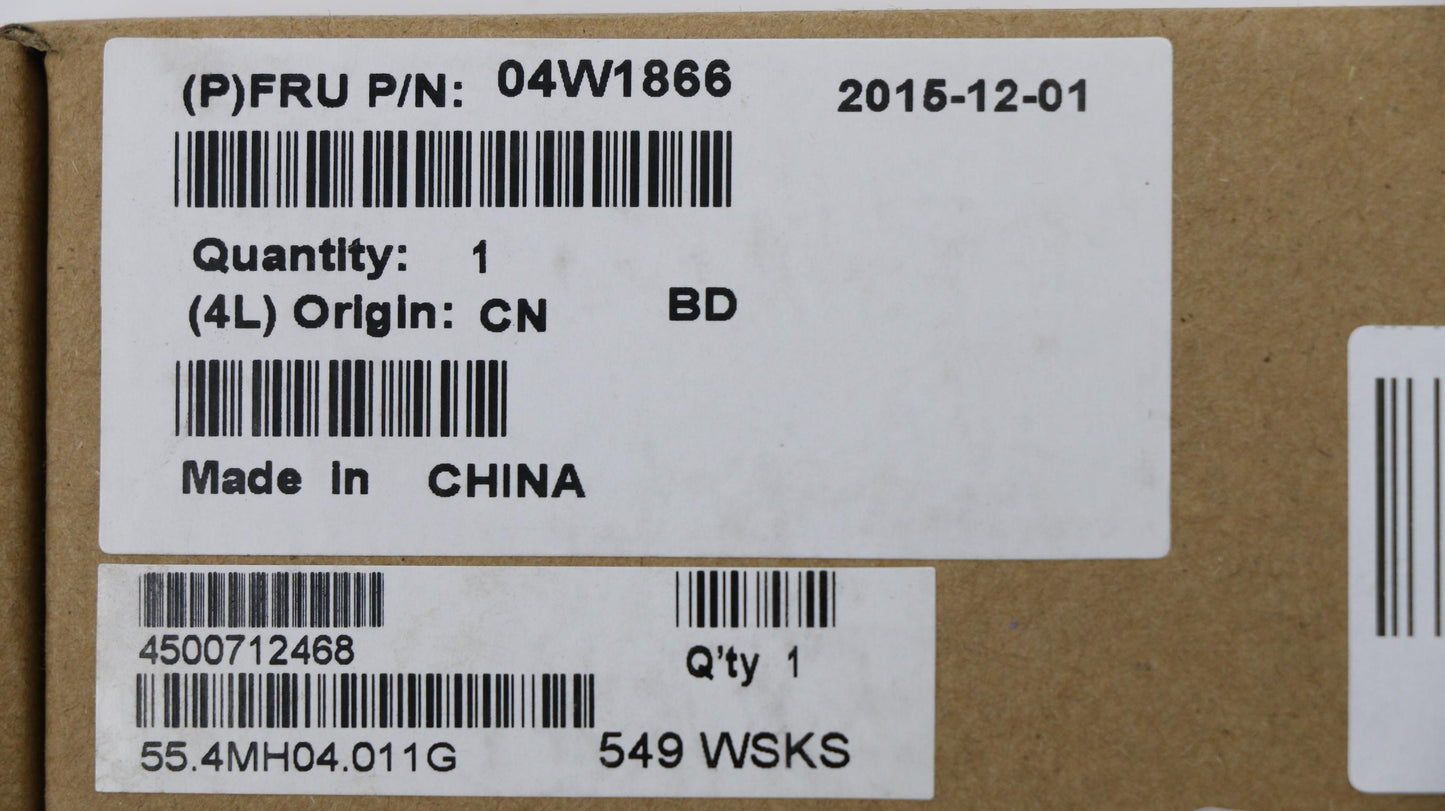 (P)FRU P/N: 04W1866 2015-12-01
Quantity: 1
(4L) Origin: CN BD
Made in CHINA
4500712468
Q'ty 1
55.4MH04.011G 549 WSKS